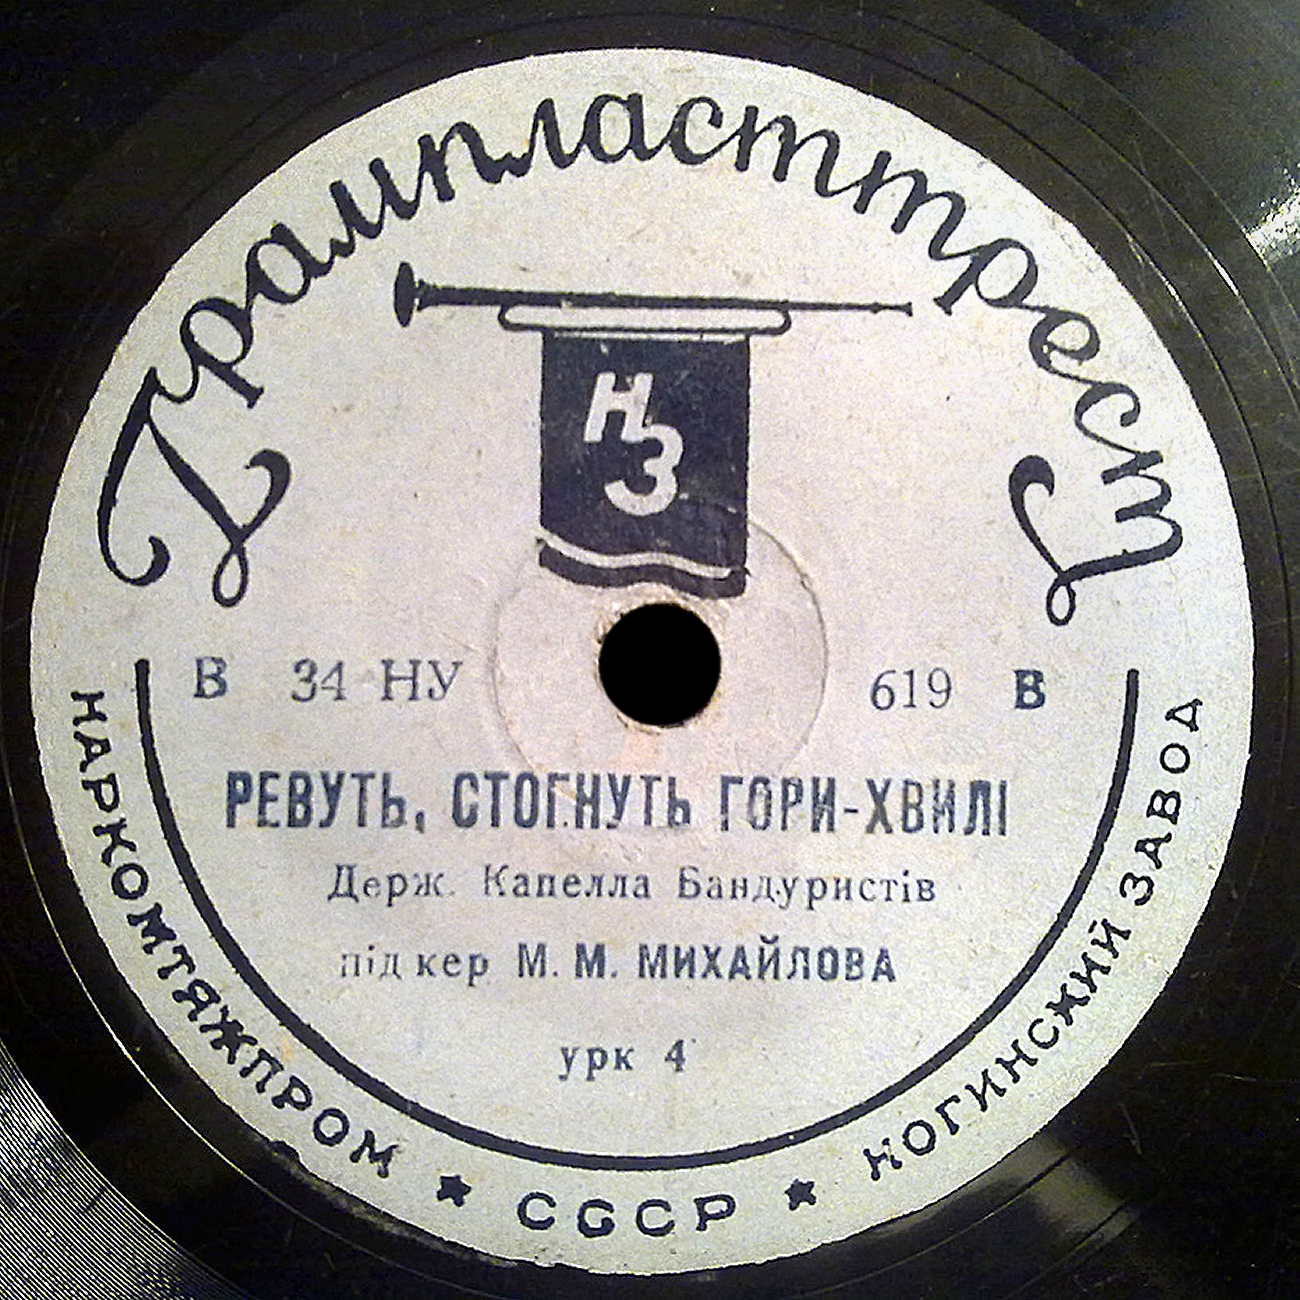 Грампласттрест
НЗ
В 34 НУ 619 В
РЕВУТЬ, СТОГНУТЬ ГОРИ-ХВИЛІ
Держ. Капелла Бандуристів
під кер М. М. МИХАЙЛОВА
урк 4
НАРКОМТЯЖПРОМ ★ СССР ★ НОГИНСКИЙ ЗАВОД